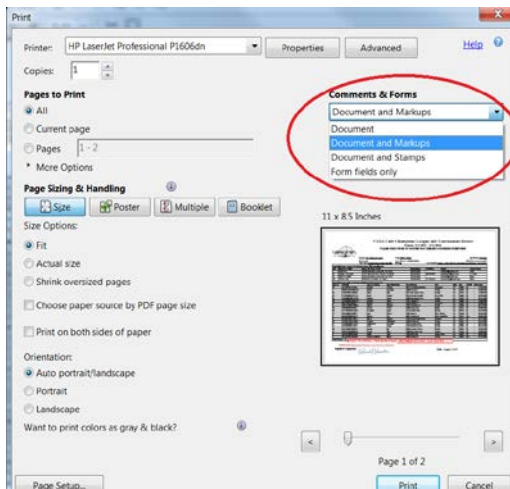 Print
Printer: HP LaserJet Professional P1606dn Properties Advanced Help
Copies: 1
Pages to Print
All
Current page
Pages 1 - 2
More Options
Comments & Forms
Document and Markups
Document
Document and Markups
Document and Stamps
Form fields only
Page Sizing & Handling
Size Poster Multiple Booklet
Size Options:
Fit
Actual size
Shrink oversized pages
Choose paper source by PDF page size
Print on both sides of paper
Orientation:
Auto portrait/landscape
Portrait
Landscape
Want to print colors as gray & black?
11 x 8.5 Inches
< >
Page 1 of 2
Page Setup... Print Cancel